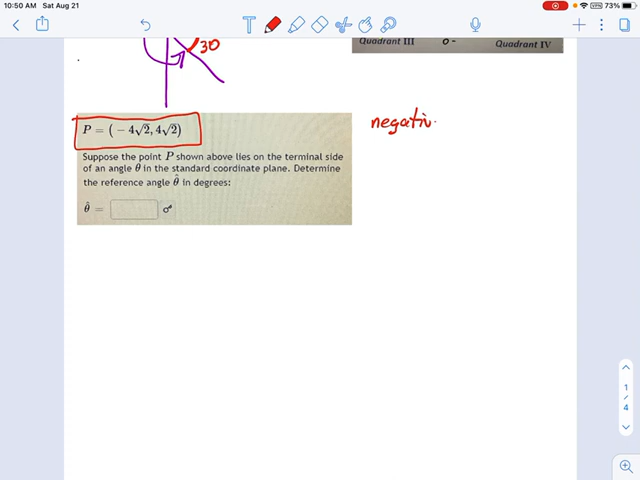 10:50 AM Sat Aug 21
73%
T
30
Quadrant III 0- Quadrant IV
P = ( − 4√2, 4√2)
negativ
Suppose the point P shown above lies on the terminal side
of an angle θ in the standard coordinate plane. Determine
the reference angle θ̂ in degrees:
θ̂ =
1
/
4